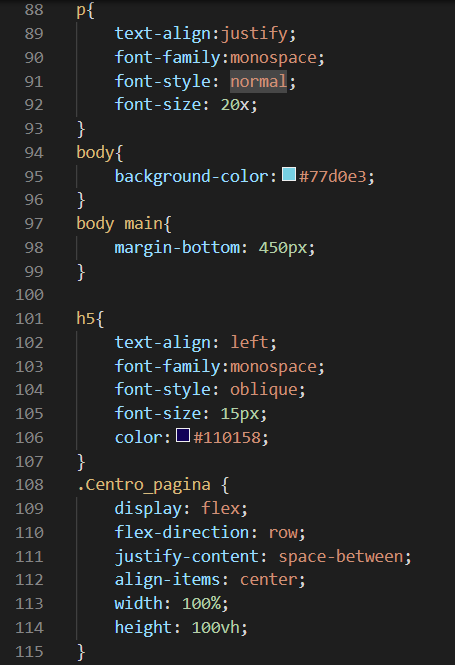 88 p{
89 text-align:justify;
90 font-family:monospace;
91 font-style: normal;
92 font-size: 20x;
93 }
94 body{
95 background-color: #77d0e3;
96 }
97 body main{
98 margin-bottom: 450px;
99 }
100
101 h5{
102 text-align: left;
103 font-family:monospace;
104 font-style: oblique;
105 font-size: 15px;
106 color: #110158;
107 }
108 .Centro_pagina {
109 display: flex;
110 flex-direction: row;
111 justify-content: space-between;
112 align-items: center;
113 width: 100%;
114 height: 100vh;
115 }